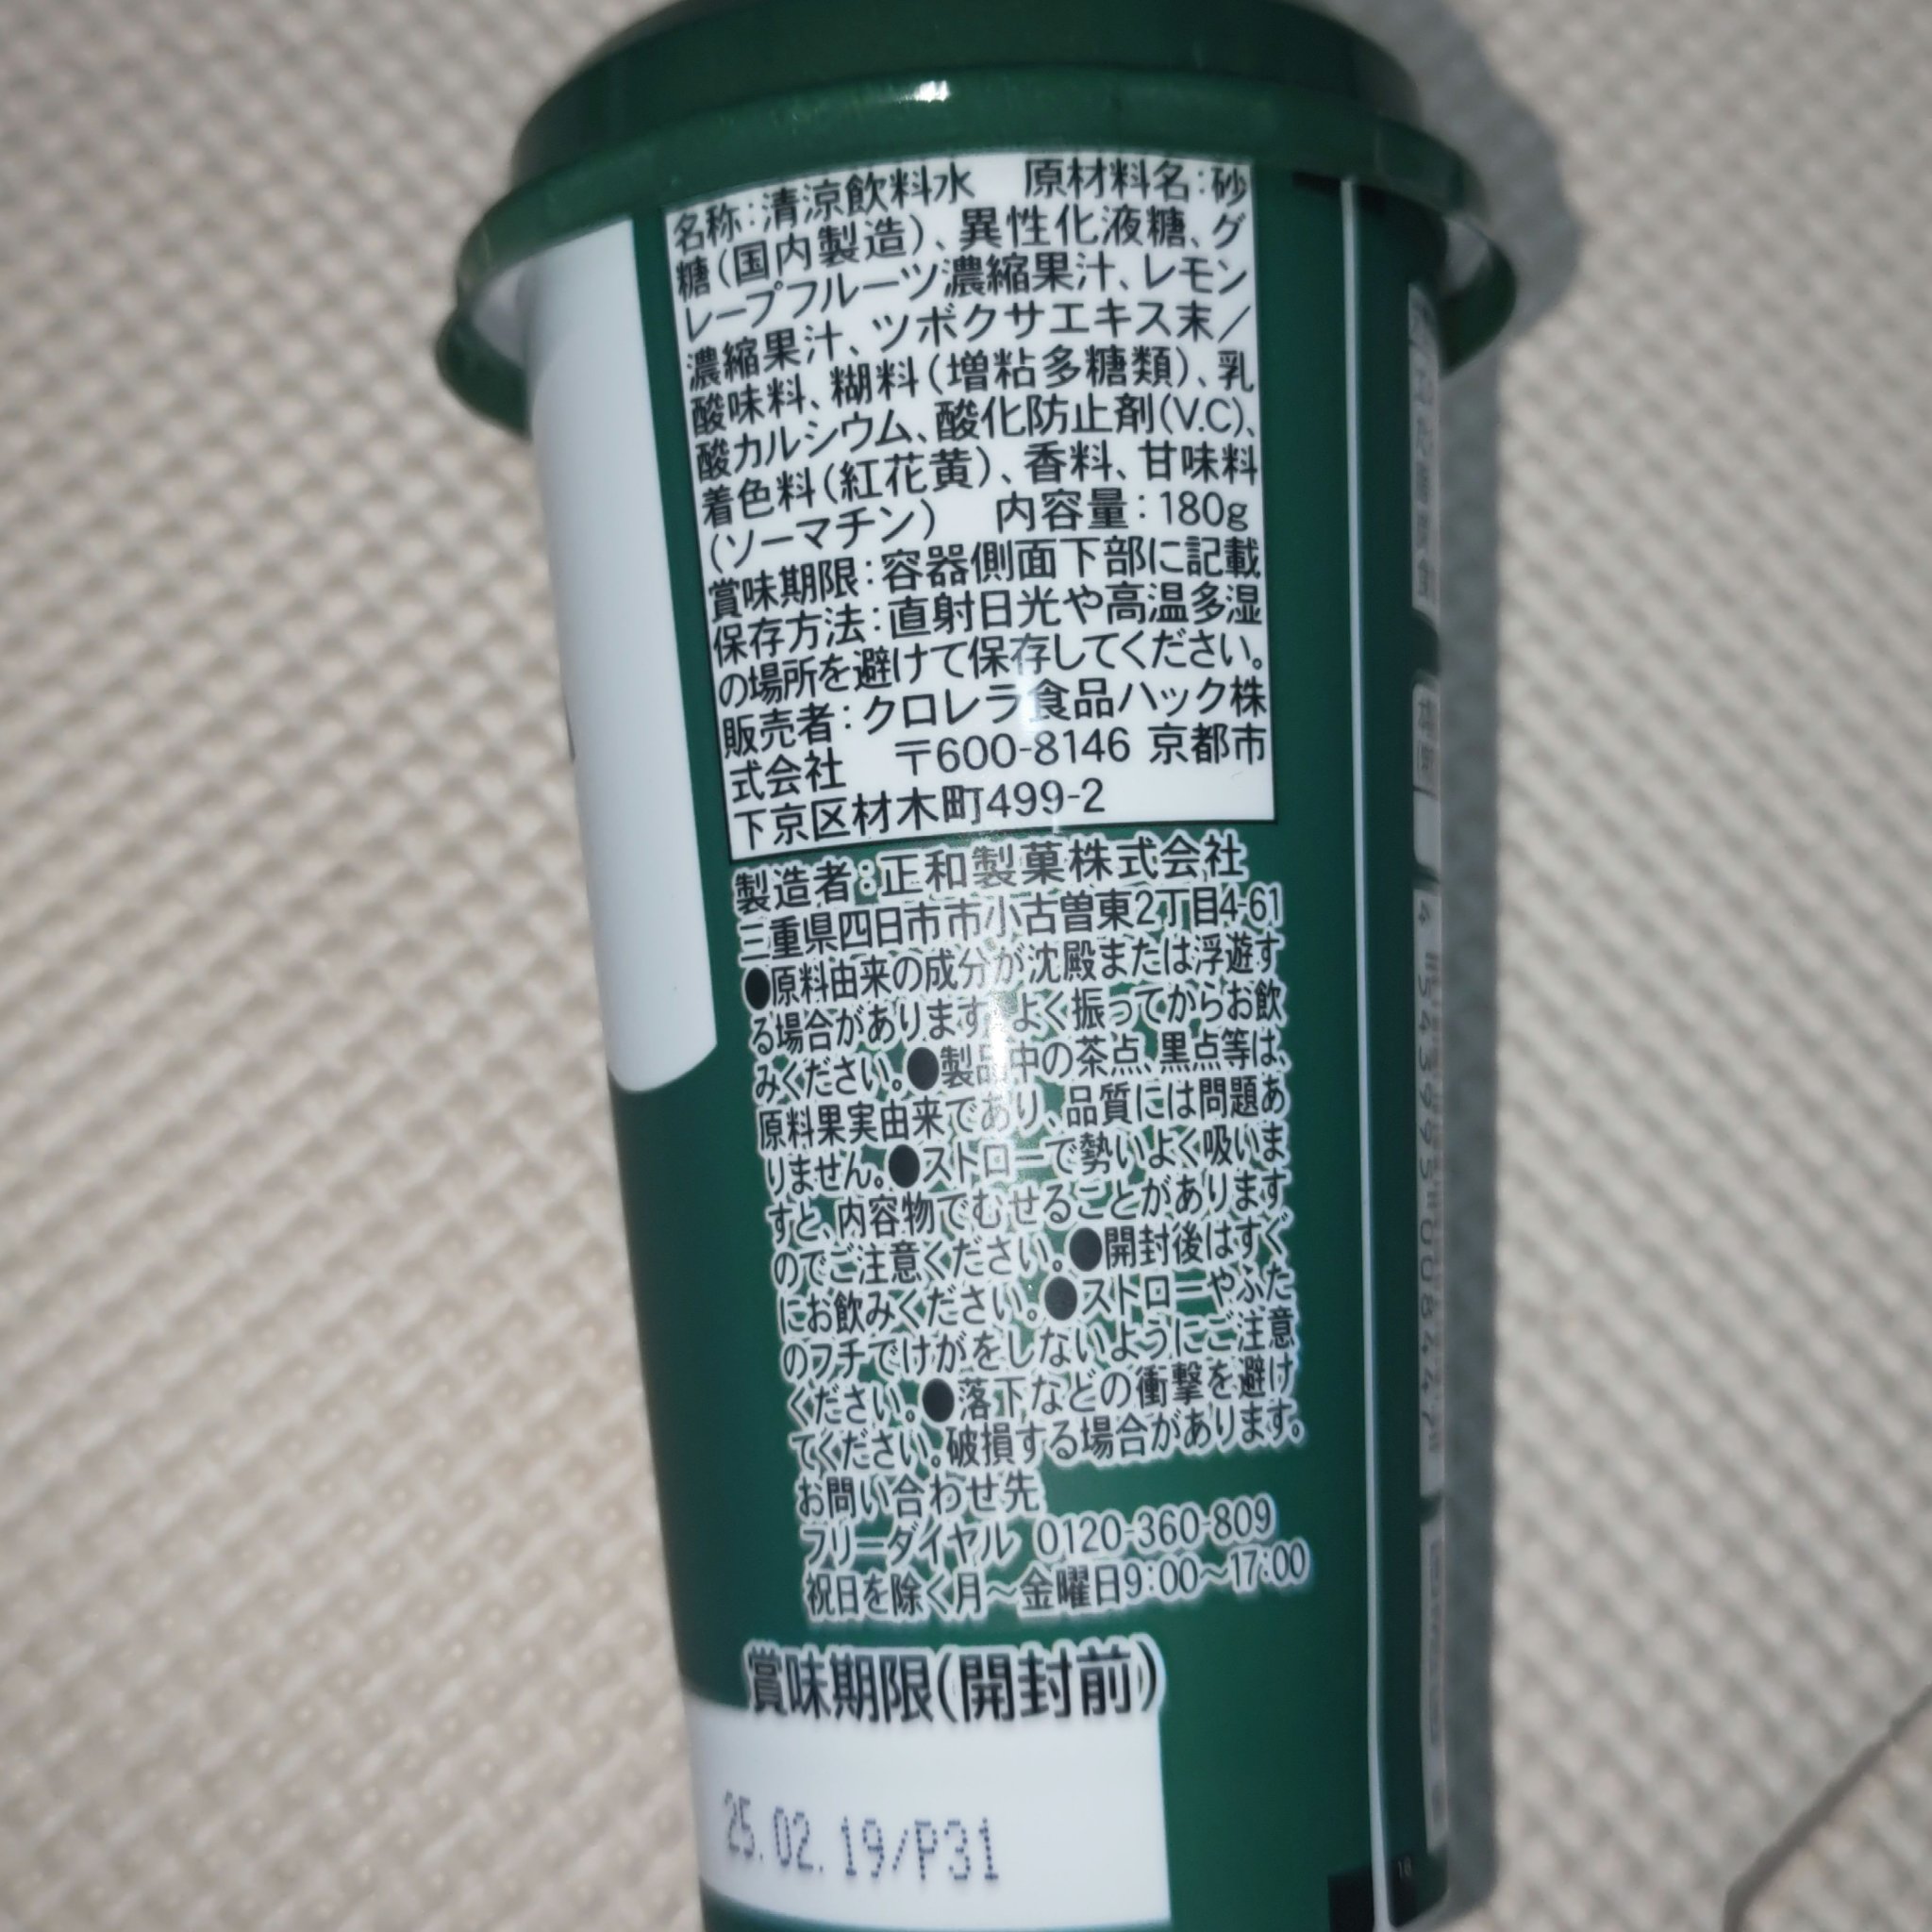 名称：清涼飲料水　原材料名：砂
糖（国内製造）、異性化液糖、グ
レープフルーツ濃縮果汁、レモン
濃縮果汁、ツボクサエキス末／
酸味料、糊料（増粘多糖類）、乳
酸カルシウム、酸化防止剤（V.C）、
着色料（紅花黄）、香料、甘味料
（ソーマチン）　内容量：180g
賞味期限：容器側面下部に記載
保存方法：直射日光や高温多湿
の場所を避けて保存してください。
販売者：クロレラ食品ハック株
式会社　〒600-8146 京都市
下京区材木町499-2
製造者：正和製菓株式会社
三重県四日市市小古曽東2丁目4-61
●原料由来の成分が沈殿または浮遊す
る場合があります。よく振ってからお飲
みください。●製品中の茶点、黒点等は、
原料果実由来であり、品質には問題あ
りません。●ストローで勢いよく吸いま
すと、内容物でむせることがあります
のでご注意ください。●開封後はすぐ
にお飲みください。●ストローやふた
のフチでけがをしないようにご注意
ください。●落下などの衝撃を避け
てください。破損する場合があります。
お問い合わせ先
フリーダイヤル 0120-360-809
祝日を除く月～金曜日9：00～17：00
賞味期限（開封前）
25.02.19/P31